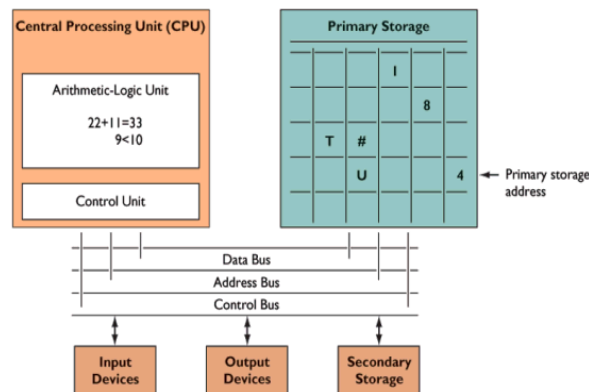 Central Processing Unit (CPU)
Arithmetic-Logic Unit
22+11=33
9<10
Control Unit
Primary Storage
I
8
T #
U 4
Primary storage
address
Data Bus
Address Bus
Control Bus
Input
Devices
Output
Devices
Secondary
Storage